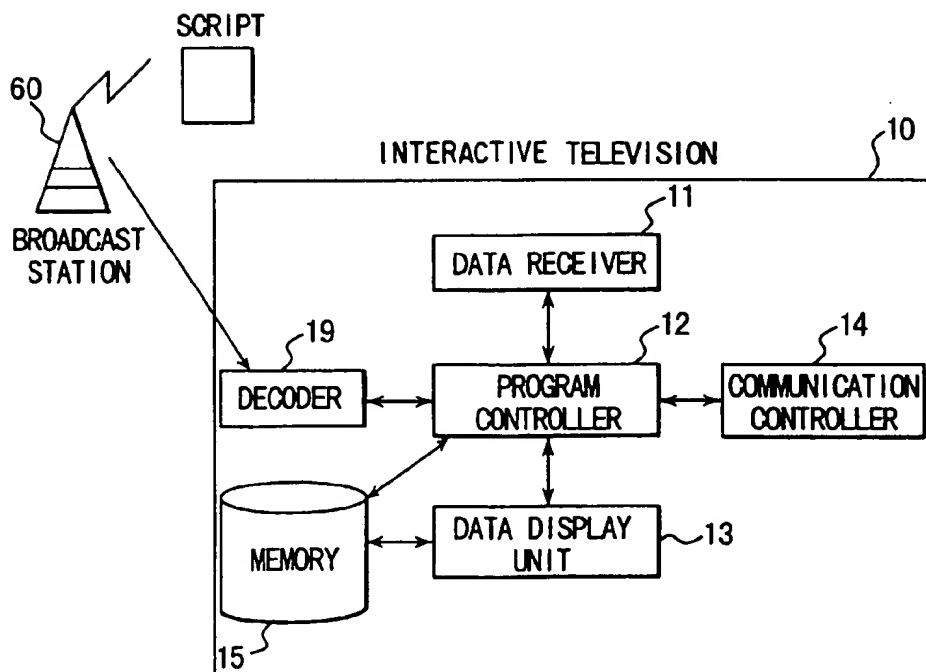 SCRIPT
60
INTERACTIVE TELEVISION
10
BROADCAST
STATION
11
DATA RECEIVER
19
DECODER
12
PROGRAM
CONTROLLER
14
COMMUNICATION
CONTROLLER
MEMORY
15
DATA DISPLAY
UNIT
13